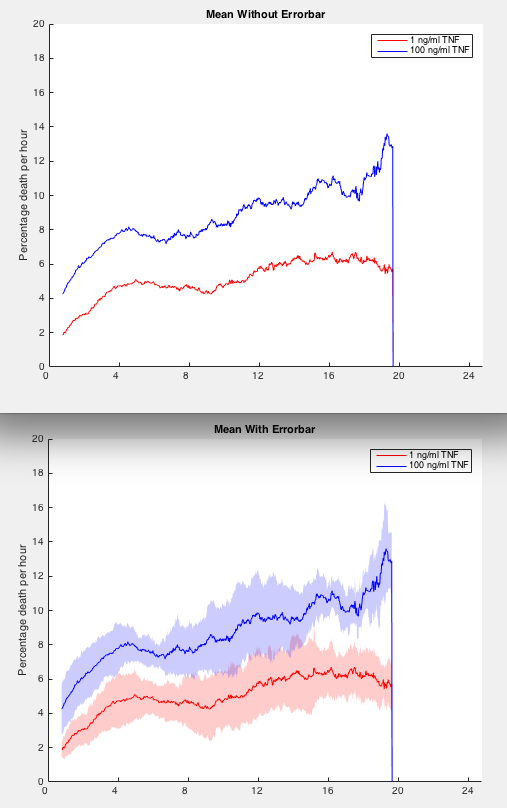 Mean Without Errorbar
20
18
16
14
12
10
8
6
4
2
0
Percentage death per hour
1 ng/ml TNF
100 ng/ml TNF
0 4 8 12 16 20 24
Mean With Errorbar
20
18
16
14
12
10
8
6
4
2
0
Percentage death per hour
1 ng/ml TNF
100 ng/ml TNF
0 4 8 12 16 20 24